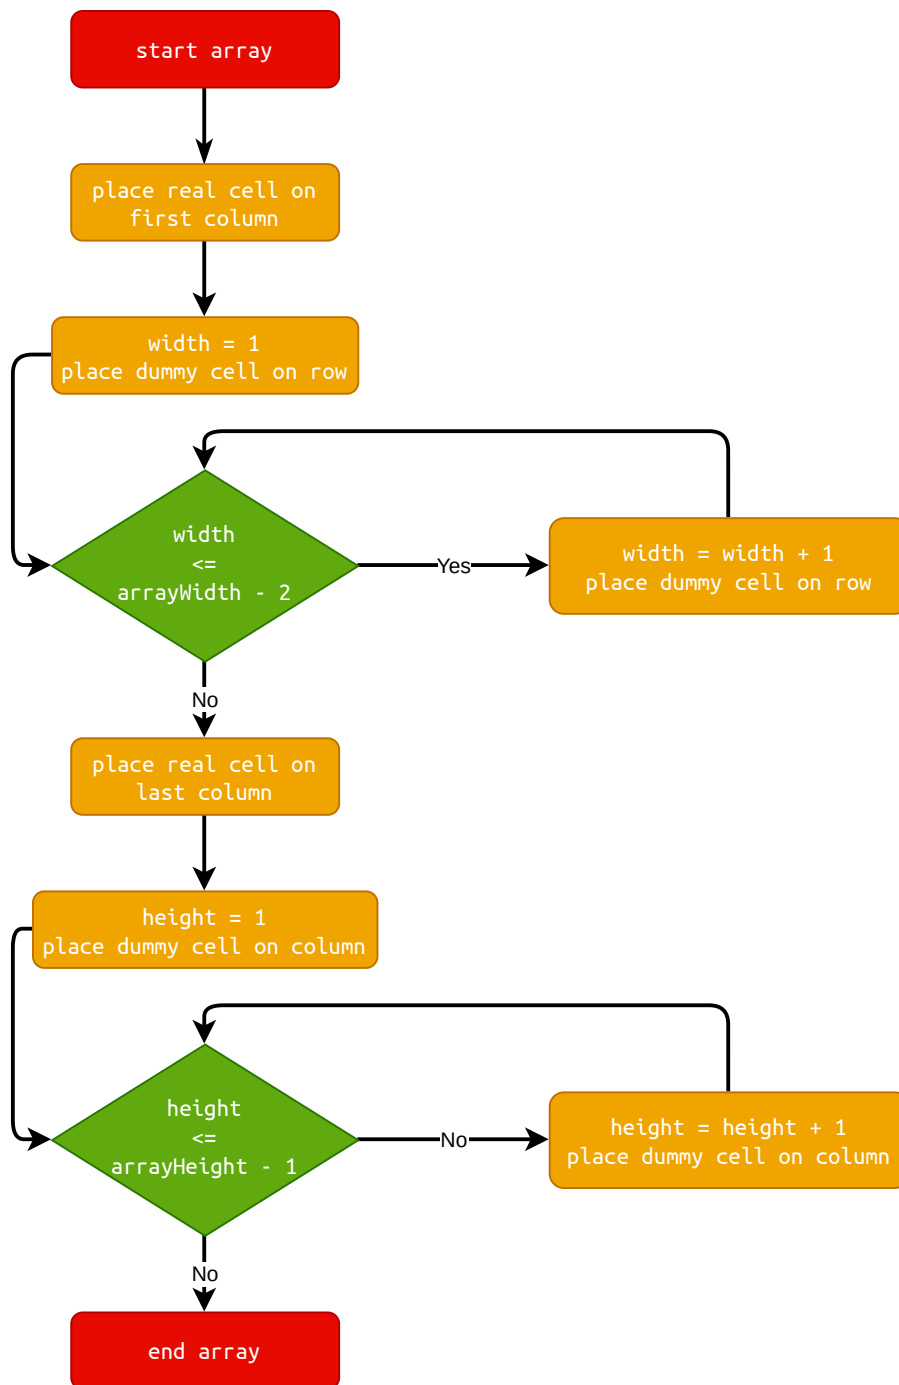 start array
place real cell on
first column
width = 1
place dummy cell on row
width
<=
arrayWidth - 2
Yes
width = width + 1
place dummy cell on row
No
place real cell on
last column
height = 1
place dummy cell on column
height
<=
arrayHeight - 1
No
height = height + 1
place dummy cell on column
No
end array